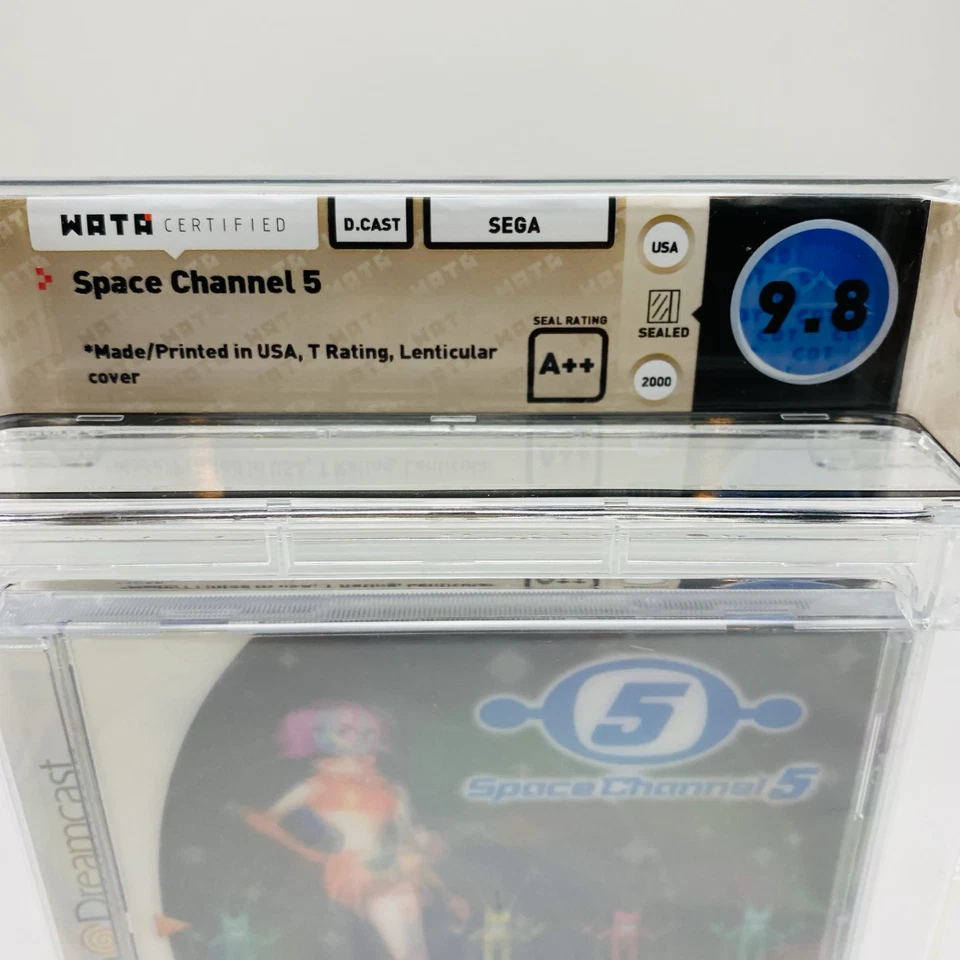 WATA CERTIFIED
D.CAST
SEGA
USA
Space Channel 5
9.8
SEALED
SEAL RATING
A++
*Made/Printed in USA, T Rating, Lenticular
cover
2000
5
Space Channel 5
Dreamcast